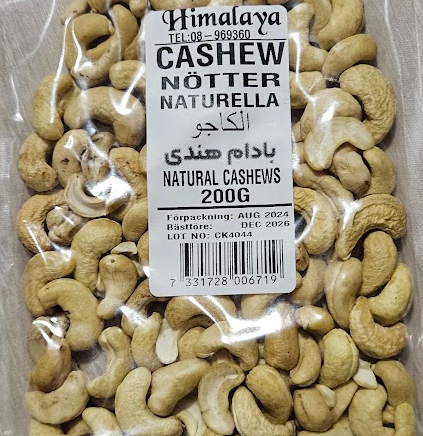 Himalaya
TEL:08-969360
CASHEW
NÖTTER
NATURELLA
الكاجو
بادام هندی
NATURAL CASHEWS
200G
Förpackning: AUG 2024
Bästföre: DEC 2026
LOT NO: CK4044
7 331728 006719